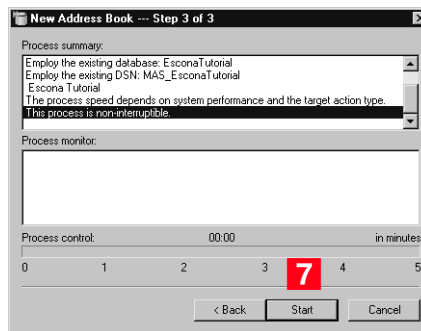 New Address Book --- Step 3 of 3
Process summary:
Employ the existing database: EsconaTutorial
Employ the existing DSN: MAS_EsconaTutorial
Escona Tutorial
The process speed depends on system performance and the target action type.
This process is non-interruptible.
Process monitor:
Process control: 00:00 in minutes
0 1 2 3 7 4 5
< Back Start Cancel